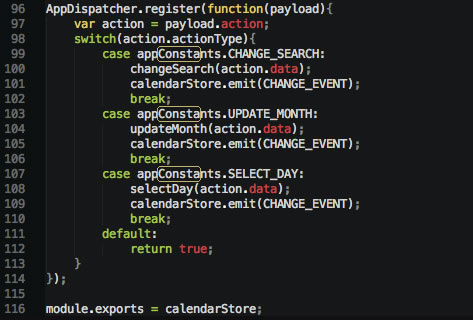 96 AppDispatcher.register(function(payload){
97 var action = payload.action;
98 switch(action.actionType){
99 case appConstants.CHANGE_SEARCH:
100 changeSearch(action.data);
101 calendarStore.emit(CHANGE_EVENT);
102 break;
103 case appConstants.UPDATE_MONTH:
104 updateMonth(action.data);
105 calendarStore.emit(CHANGE_EVENT);
106 break;
107 case appConstants.SELECT_DAY:
108 selectDay(action.data);
109 calendarStore.emit(CHANGE_EVENT);
110 break;
111 default:
112 return true;
113 }
114 });
115
116 module.exports = calendarStore;